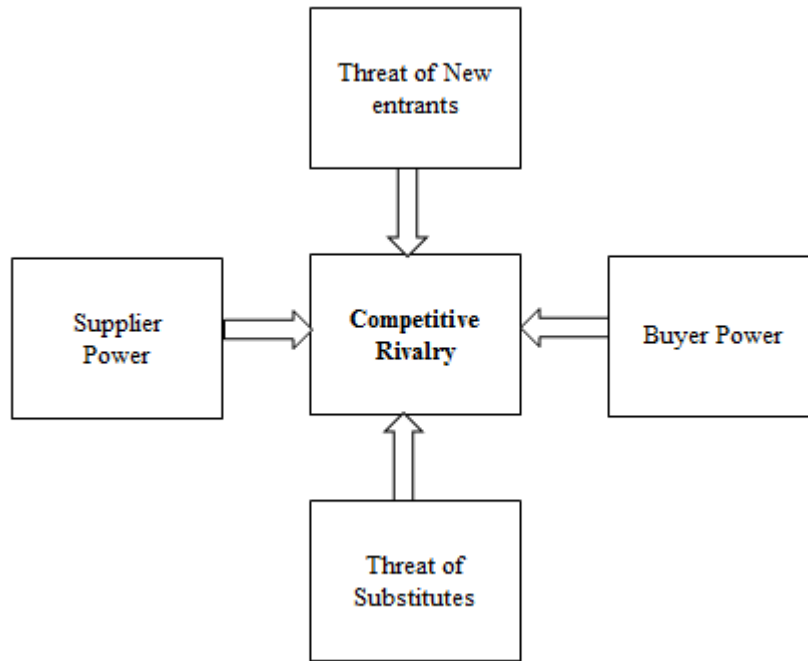 Threat of New
entrants
Supplier
Power
Competitive
Rivalry
Buyer Power
Threat of
Substitutes